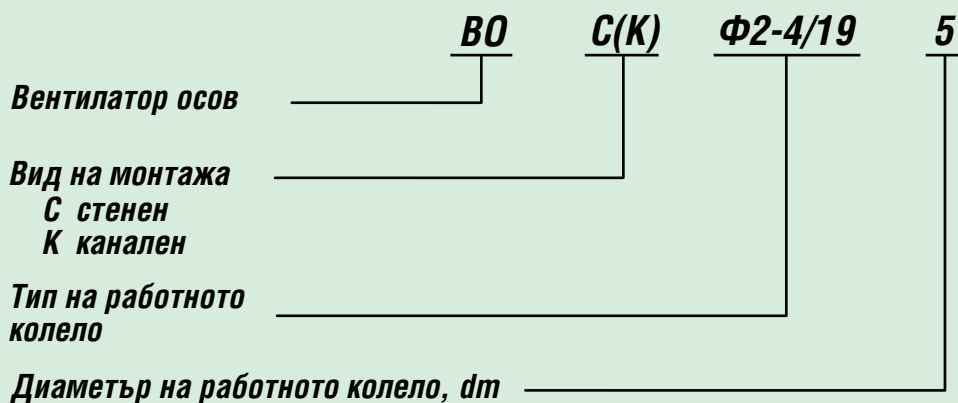 ВО С(К) Ф2-4/19 5
Вентилатор осов
Вид на монтажа
С стенен
К канален
Тип на работното
колело
Диаметър на работното колело, dm